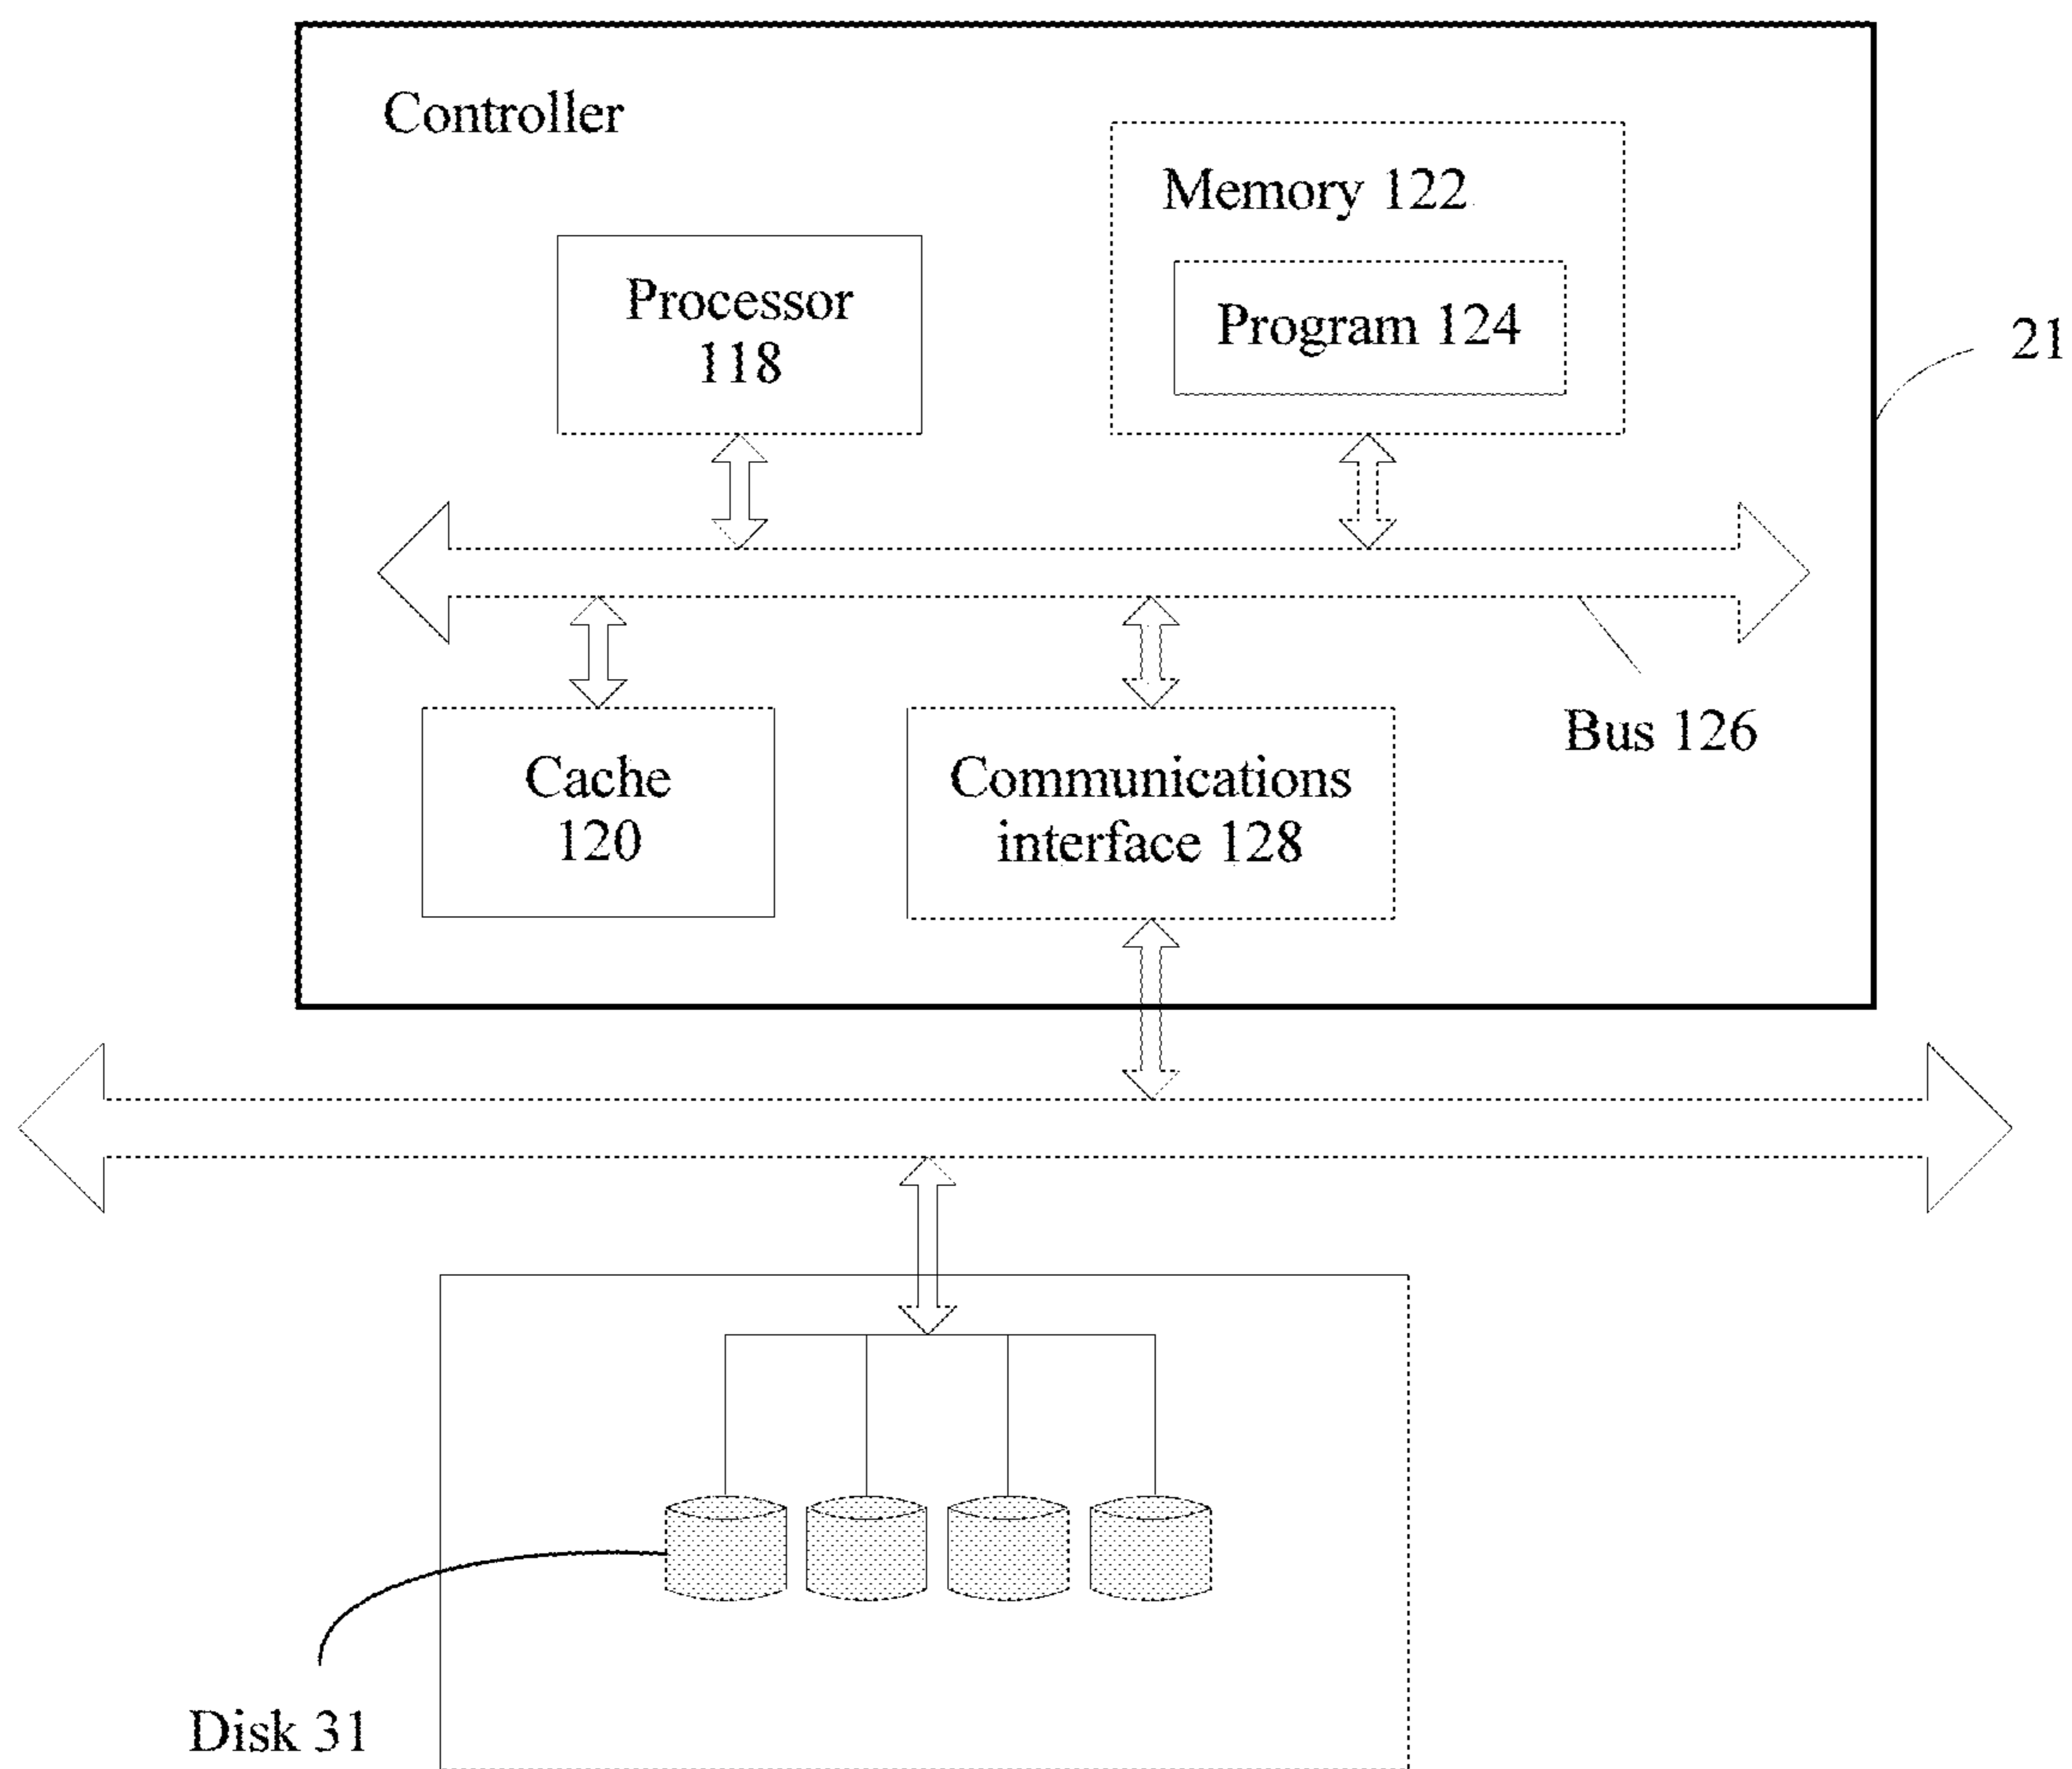 Controller
Memory 122
Processor
118
Program 124
21
Bus 126
Cache
120
Communications
interface 128
Disk 31